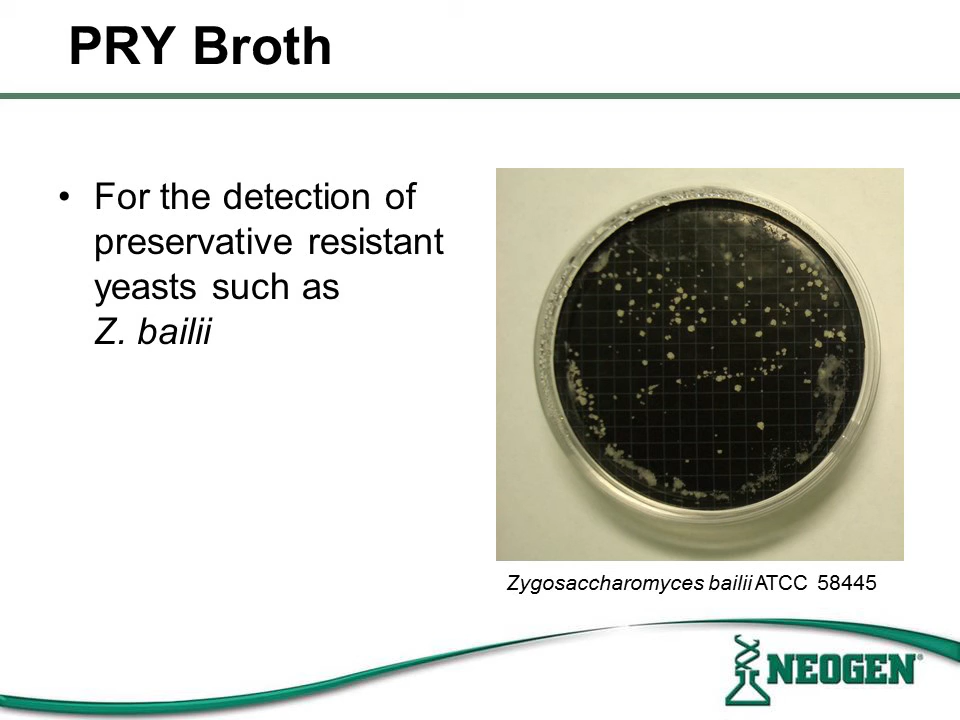 PRY Broth
• For the detection of
preservative resistant
yeasts such as
Z. bailii
Zygosaccharomyces bailii ATCC 58445
NEOGEN®